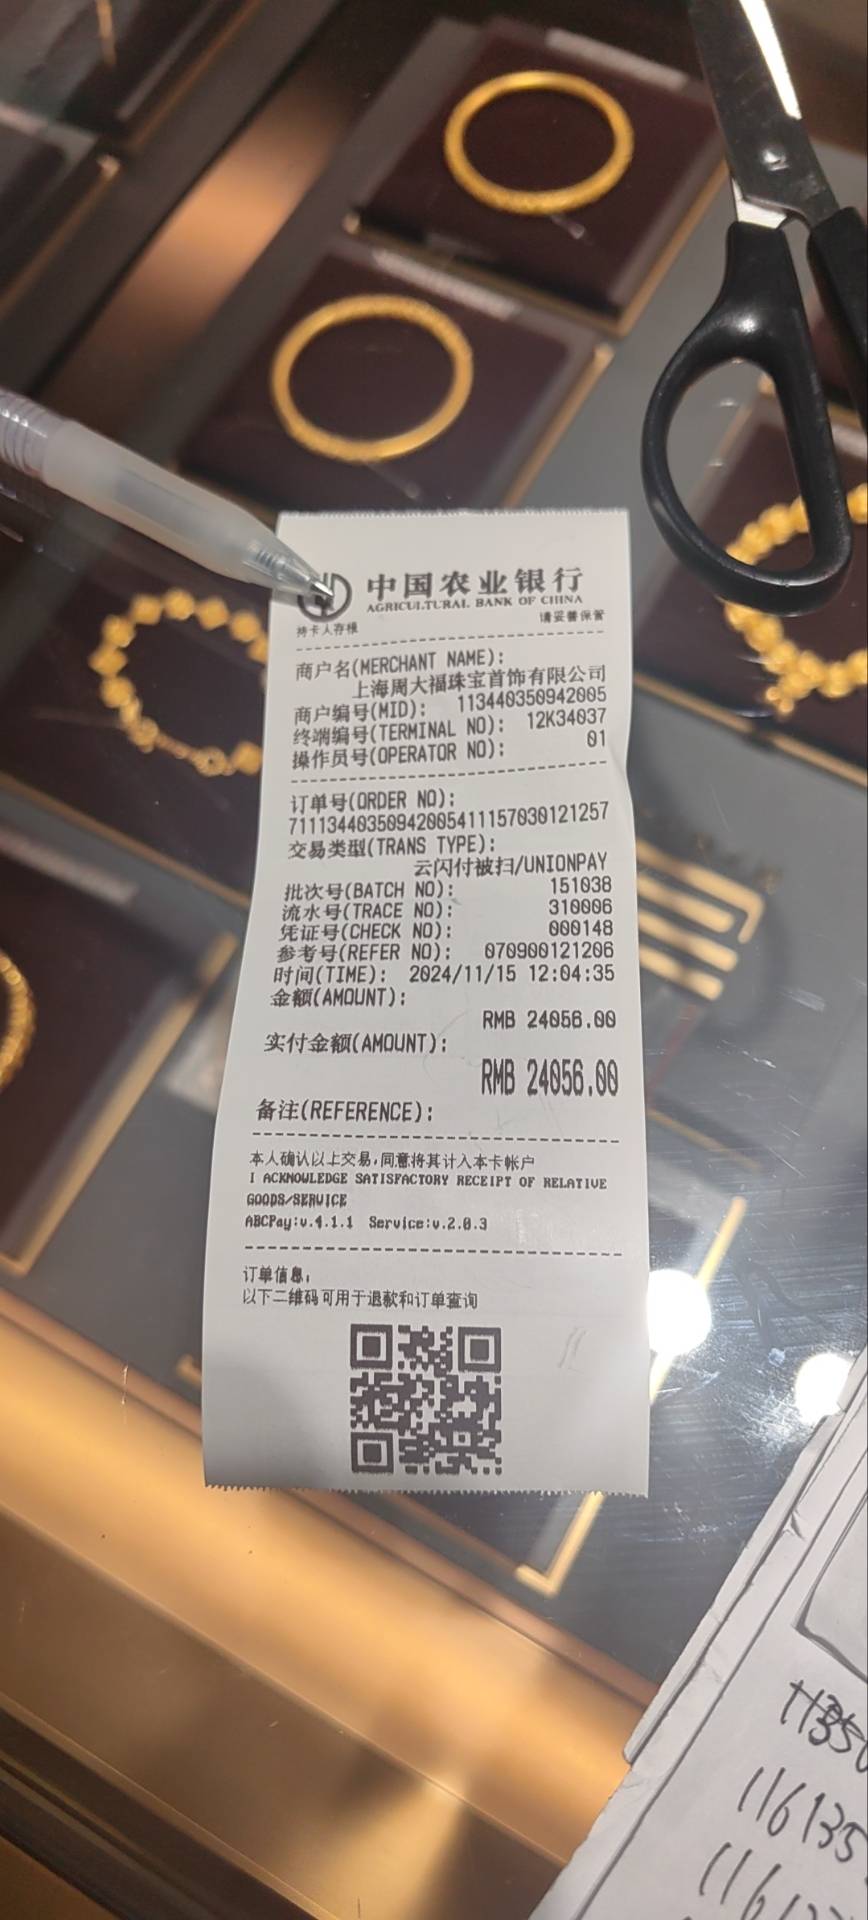 中国农业银行
AGRICULTURAL BANK OF CHINA
持卡人存根 请妥善保管
商户名(MERCHANT NAME):
上海周大福珠宝首饰有限公司
商户编号(MID): 113440350942005
终端编号(TERMINAL NO): 12K34037
操作员号(OPERATOR NO): 01
订单号(ORDER NO):
71113440350942005411157030121257
交易类型(TRANS TYPE):
云闪付被扫/UNIONPAY
批次号(BATCH NO): 151038
流水号(TRACE NO): 310006
凭证号(CHECK NO): 000148
参考号(REFER NO): 070900121206
时间(TIME): 2024/11/15 12:04:35
金额(AMOUNT):
RMB 24056.00
实付金额(AMOUNT):
RMB 24056.00
备注(REFERENCE):
本人确认以上交易,同意将其计入本卡帐户
I ACKNOWLEDGE SATISFACTORY RECEIPT OF RELATIVE
GOODS/SERVICE
ABCPay:v.4.1.1 Service:v.2.0.3
订单信息:
以下二维码可用于退款和订单查询